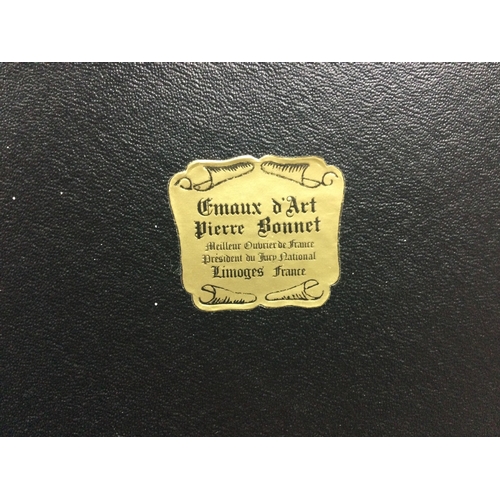 Emaux d'Art
Pierre Bonnet
Meilleur Ouvrier de France
Président du Jury National
Limoges France